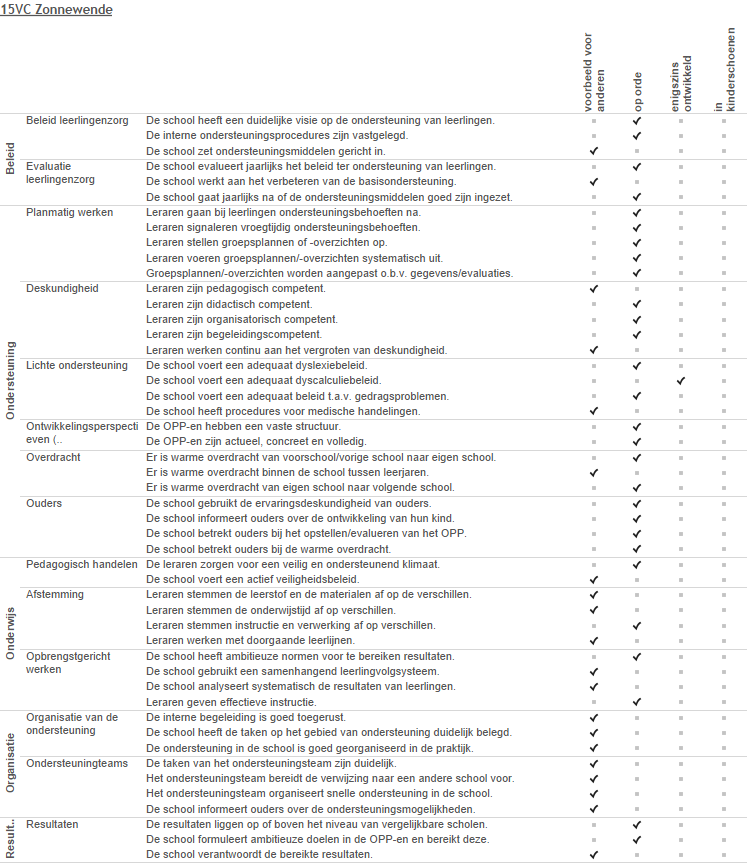 15VC Zonnewende
voorbeeld voor
anderen
op orde
enigszins
ontwikkeld
in
kinderschoenen
Beleid
Beleid leerlingenzorg De school heeft een duidelijke visie op de ondersteuning van leerlingen.
De interne ondersteuningsprocedures zijn vastgelegd.
De school zet ondersteuningsmiddelen gericht in.
Evaluatie De school evalueert jaarlijks het beleid ter ondersteuning van leerlingen.
leerlingenzorg De school werkt aan het verbeteren van de basisondersteuning.
De school gaat jaarlijks na of de ondersteuningsmiddelen goed zijn ingezet.
Ondersteuning
Planmatig werken Leraren gaan bij leerlingen ondersteuningsbehoeften na.
Leraren signaleren vroegtijdig ondersteuningsbehoeften.
Leraren stellen groepsplannen of -overzichten op.
Leraren voeren groepsplannen/-overzichten systematisch uit.
Groepsplannen/-overzichten worden aangepast o.b.v. gegevens/evaluaties.
Deskundigheid Leraren zijn pedagogisch competent.
Leraren zijn didactisch competent.
Leraren zijn organisatorisch competent.
Leraren zijn begeleidingscompetent.
Leraren werken continu aan het vergroten van deskundigheid.
Lichte ondersteuning De school voert een adequaat dyslexiebeleid.
De school voert een adequaat dyscalculiebeleid.
De school voert een adequaat beleid t.a.v. gedragsproblemen.
De school heeft procedures voor medische handelingen.
Ontwikkelingsperspecti De OPP-en hebben een vaste structuur.
even (.. De OPP-en zijn actueel, concreet en volledig.
Overdracht Er is warme overdracht van voorschool/vorige school naar eigen school.
Er is warme overdracht binnen de school tussen leerjaren.
Er is warme overdracht van eigen school naar volgende school.
Ouders De school gebruikt de ervaringsdeskundigheid van ouders.
De school informeert ouders over de ontwikkeling van hun kind.
De school betrekt ouders bij het opstellen/evalueren van het OPP.
De school betrekt ouders bij de warme overdracht.
Onderwijs
Pedagogisch handelen De leraren zorgen voor een veilig en ondersteunend klimaat.
De school voert een actief veiligheidsbeleid.
Afstemming Leraren stemmen de leerstof en de materialen af op de verschillen.
Leraren stemmen de onderwijstijd af op verschillen.
Leraren stemmen instructie en verwerking af op verschillen.
Leraren werken met doorgaande leerlijnen.
Opbrengstgericht De school heeft ambitieuze normen voor te bereiken resultaten.
werken De school gebruikt een samenhangend leerlingvolgsysteem.
De school analyseert systematisch de resultaten van leerlingen.
Leraren geven effectieve instructie.
Organisatie
Organisatie van de De interne begeleiding is goed toegerust.
ondersteuning De school heeft de taken op het gebied van ondersteuning duidelijk belegd.
De ondersteuning in de school is goed georganiseerd in de praktijk.
Ondersteuningteams De taken van het ondersteuningsteam zijn duidelijk.
Het ondersteuningsteam bereidt de verwijzing naar een andere school voor.
Het ondersteuningsteam organiseert snelle ondersteuning in de school.
De school informeert ouders over de ondersteuningsmogelijkheden.
Result..
Resultaten De resultaten liggen op of boven het niveau van vergelijkbare scholen.
De school formuleert ambitieuze doelen in de OPP-en en bereikt deze.
De school verantwoordt de bereikte resultaten.